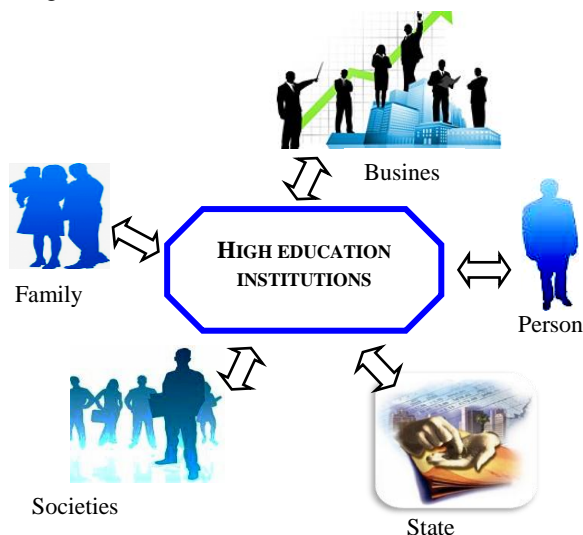 Busines
HIGH EDUCATION
INSTITUTIONS
Family
Person
Societies
State